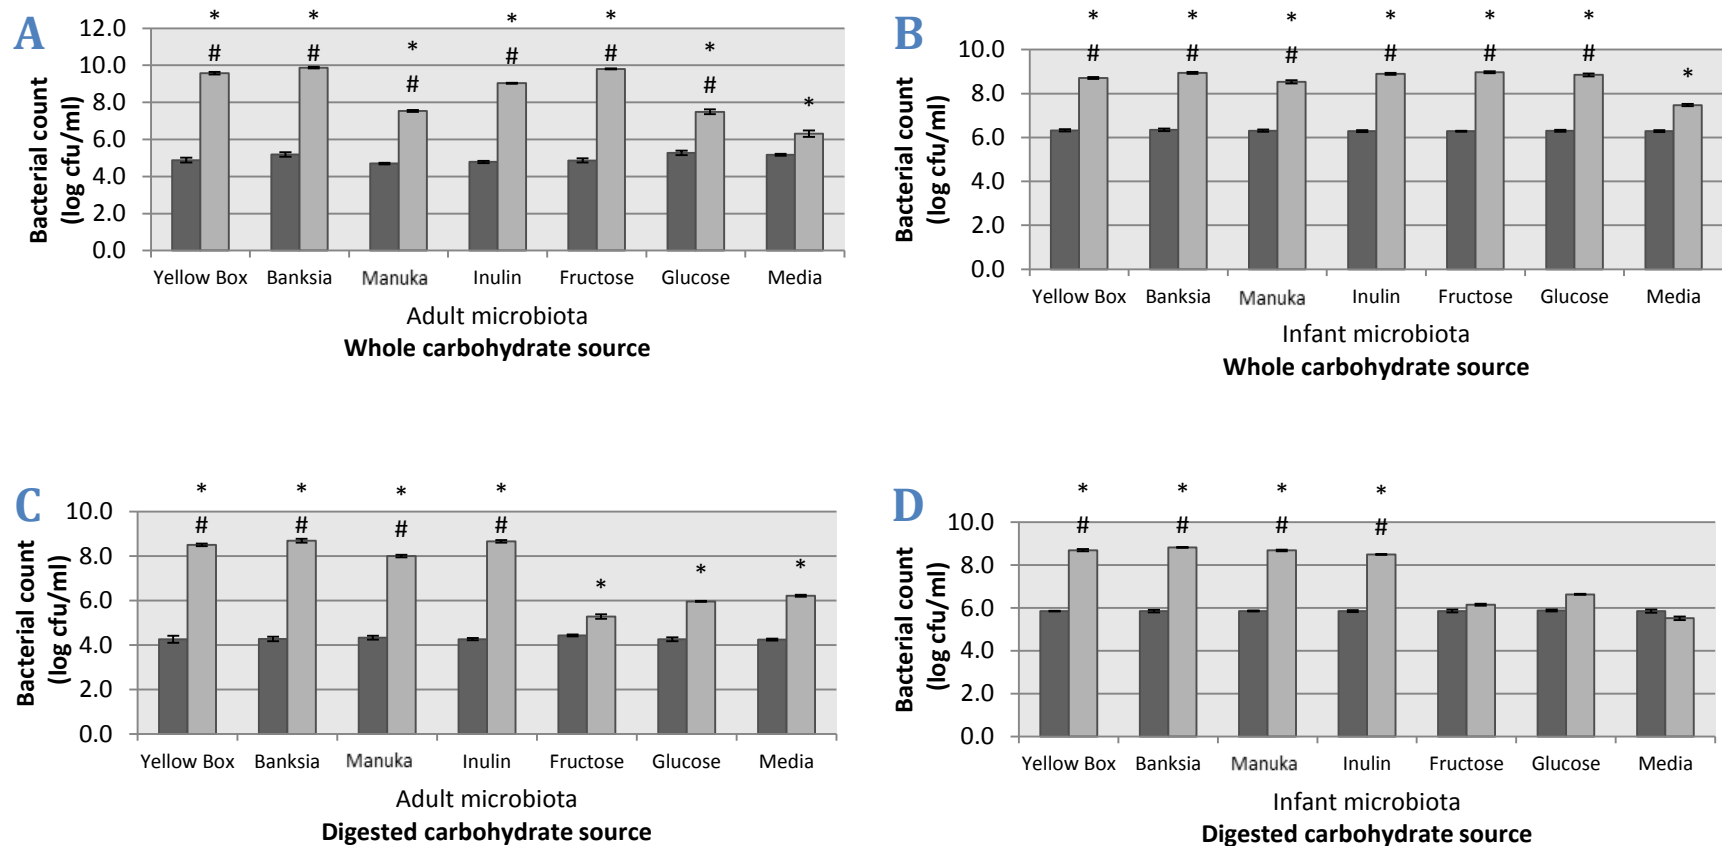 A
* * * * * *
# # # * # # * *
# #
12.0
10.0
8.0
6.0
4.0
2.0
0.0
Bacterial count
(log cfu/ml)
Yellow Box Banksia Manuka Inulin Fructose Glucose Media
Adult microbiota
Whole carbohydrate source
B
* * * * * *
# # # # # # *
10.0
8.0
6.0
4.0
2.0
0.0
Bacterial count
(log cfu/ml)
Yellow Box Banksia Manuka Inulin Fructose Glucose Media
Infant microbiota
Whole carbohydrate source
C
* * * *
# # # # * * *
10.0
8.0
6.0
4.0
2.0
0.0
Bacterial count
(log cfu/ml)
Yellow Box Banksia Manuka Inulin Fructose Glucose Media
Adult microbiota
Digested carbohydrate source
D
* * * *
# # # #
10.0
8.0
6.0
4.0
2.0
0.0
Bacterial count
(log cfu/ml)
Yellow Box Banksia Manuka Inulin Fructose Glucose Media
Infant microbiota
Digested carbohydrate source